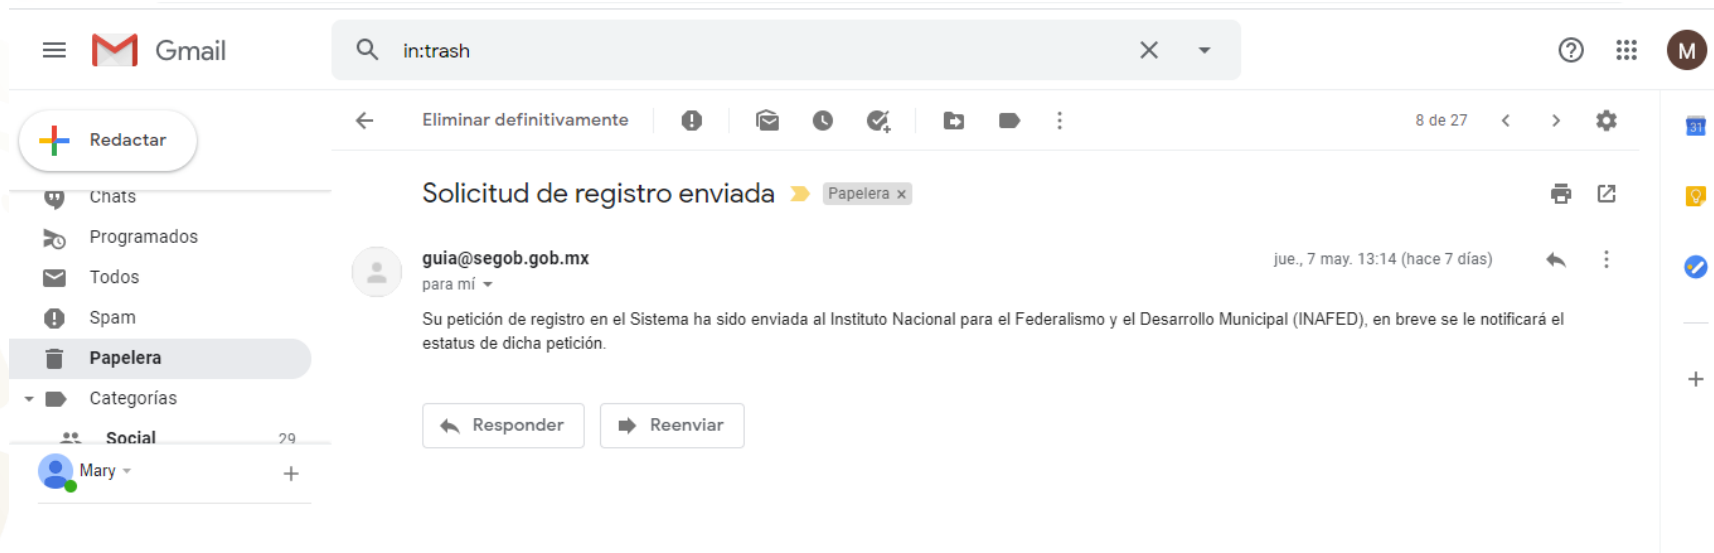 Gmail
in:trash
M
Redactar
Eliminar definitivamente
8 de 27
31
Chats
Programados
Todos
Spam
Papelera
Categorías
Social 29
Mary
Solicitud de registro enviada Papelera x
guia@segob.gob.mx jue., 7 may. 13:14 (hace 7 días)
para mí
Su petición de registro en el Sistema ha sido enviada al Instituto Nacional para el Federalismo y el Desarrollo Municipal (INAFED), en breve se le notificará el
estatus de dicha petición.
Responder Reenviar